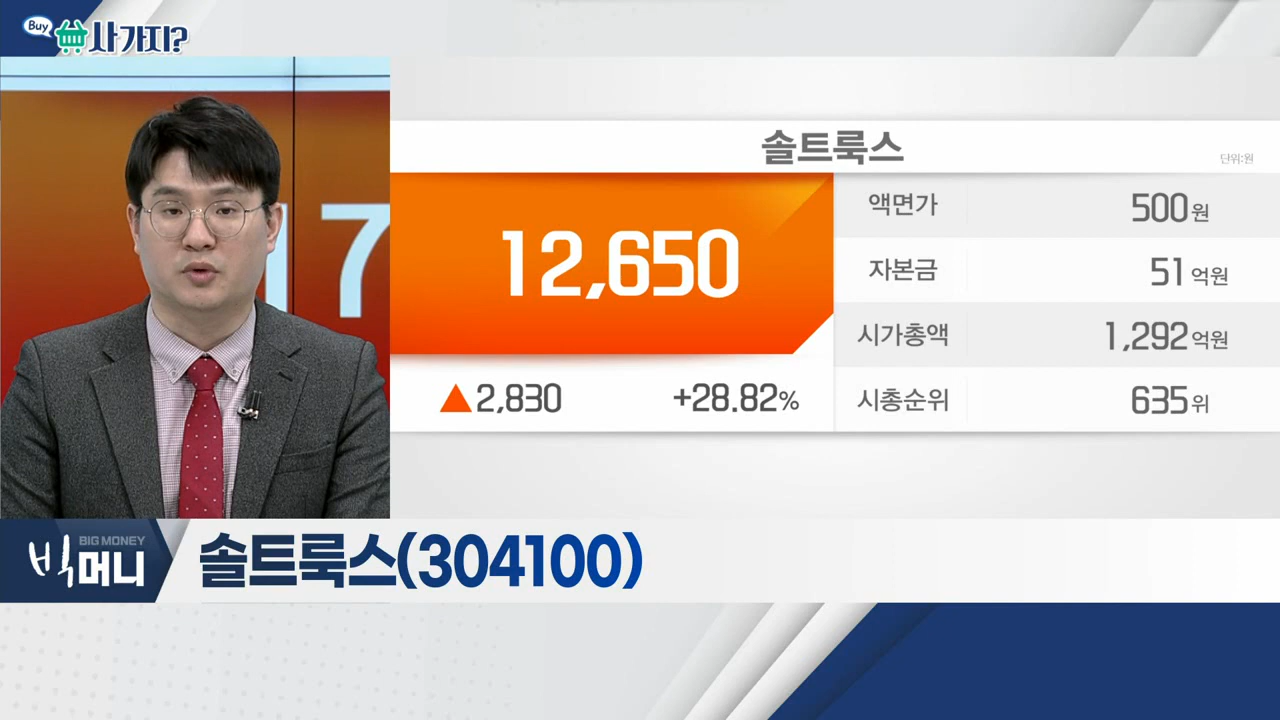 Buy
사가지?
17
솔트룩스
단위:원
12,650
▲2,830 +28.82%
액면가 500원
자본금 51억원
시가총액 1,292억원
시총순위 635위
BIG MONEY
빅머니
솔트룩스(304100)